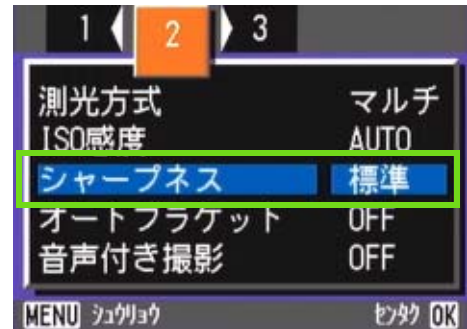 1 2 3
測光方式 マルチ
ISO感度 AUTO
シャープネス 標準
オートブラケット OFF
音声付き撮影 OFF
MENU ｼｭｳﾘｮｳ ｾﾝﾀｸ OK